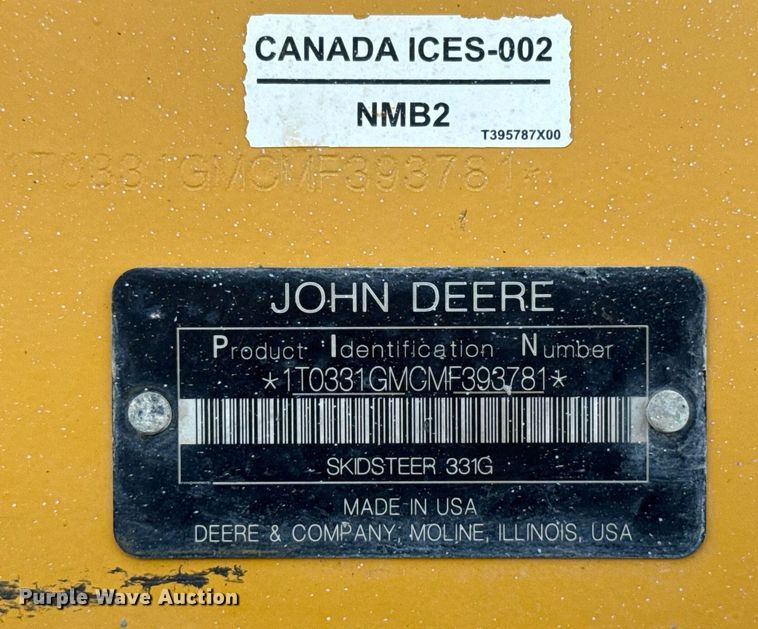 CANADA ICES-002
NMB2
T395787X00
1T0331GMCMF393781*
JOHN DEERE
Product Identification Number
*1T0331GMCMF393781*
SKIDSTEER 331G
MADE IN USA
DEERE & COMPANY, MOLINE, ILLINOIS, USA
Purple Wave Auction